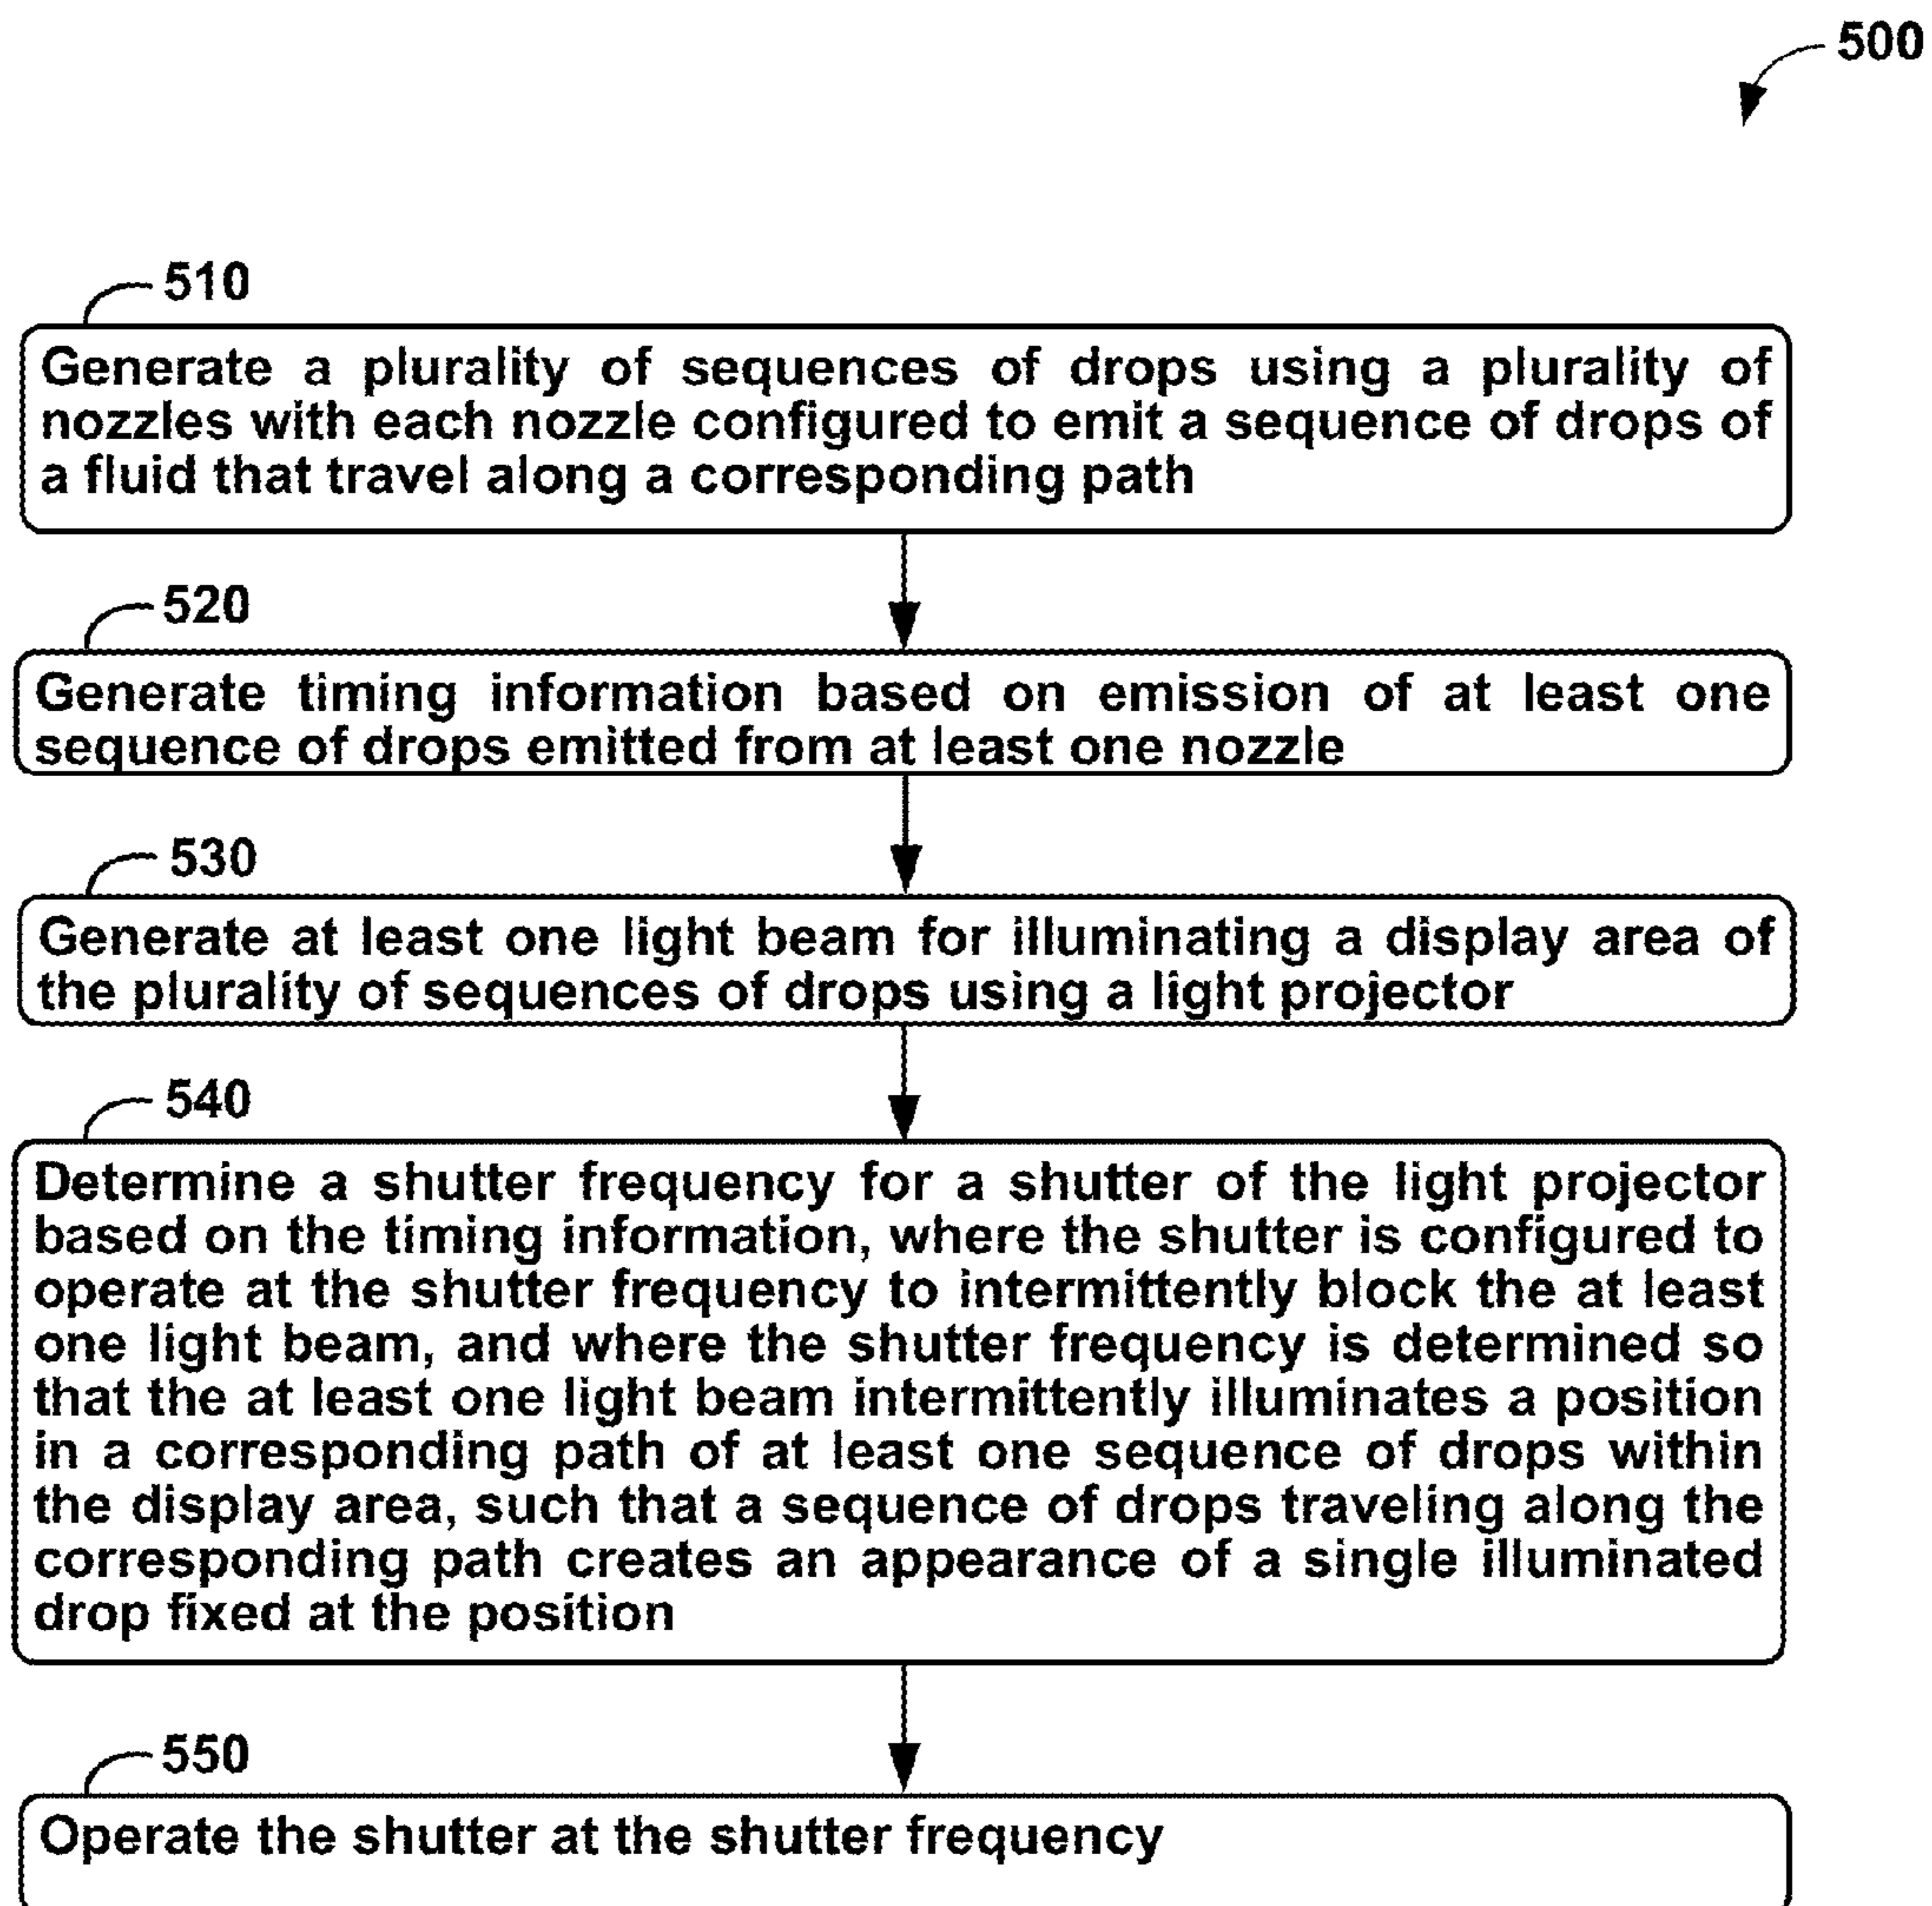 500
510
Generate a plurality of sequences of drops using a plurality of
nozzles with each nozzle configured to emit a sequence of drops of
a fluid that travel along a corresponding path
520
Generate timing information based on emission of at least one
sequence of drops emitted from at least one nozzle
530
Generate at least one light beam for illuminating a display area of
the plurality of sequences of drops using a light projector
540
Determine a shutter frequency for a shutter of the light projector
based on the timing information, where the shutter is configured to
operate at the shutter frequency to intermittently block the at least
one light beam, and where the shutter frequency is determined so
that the at least one light beam intermittently illuminates a position
in a corresponding path of at least one sequence of drops within
the display area, such that a sequence of drops traveling along the
corresponding path creates an appearance of a single illuminated
drop fixed at the position
550
Operate the shutter at the shutter frequency